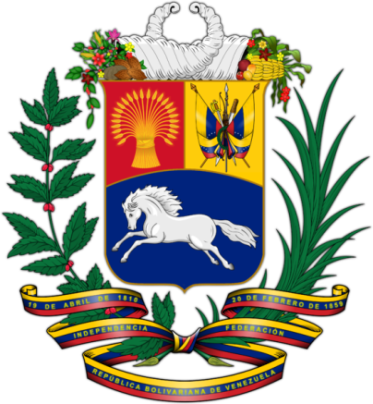 19 DE ABRIL DE 1810
20 DE FEBRERO DE 1859
INDEPENDENCIA
FEDERACIÓN
REPÚBLICA BOLIVARIANA DE VENEZUELA